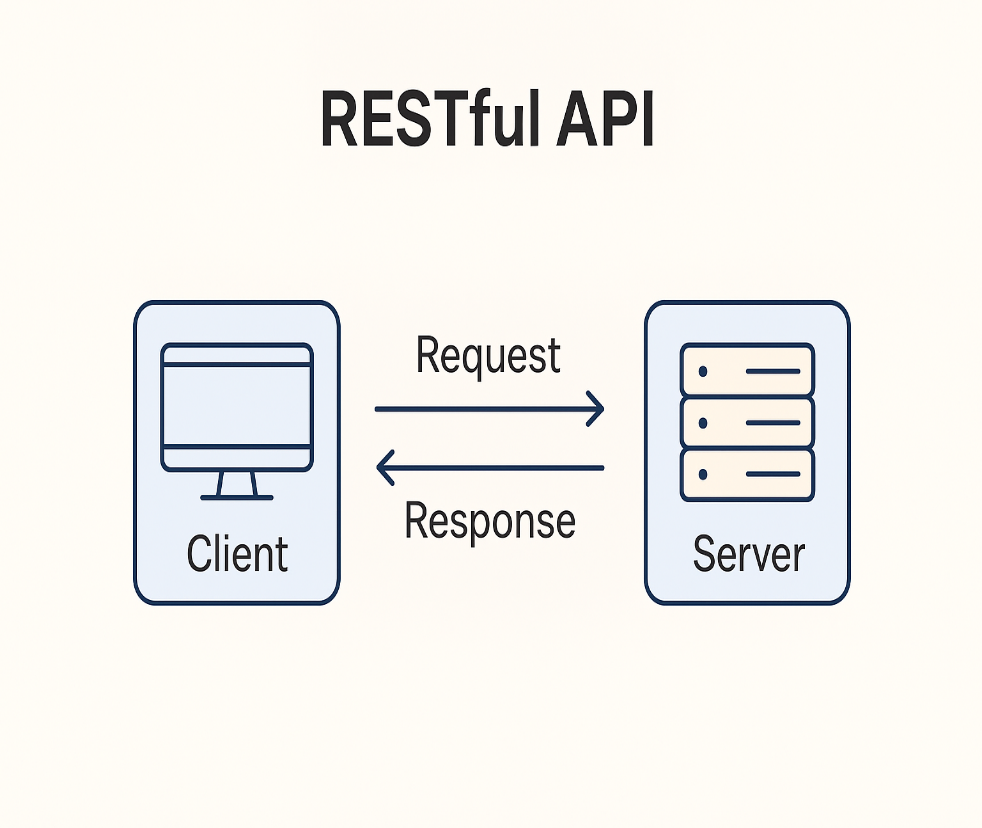 RESTful API
Request
Response
Client
Server